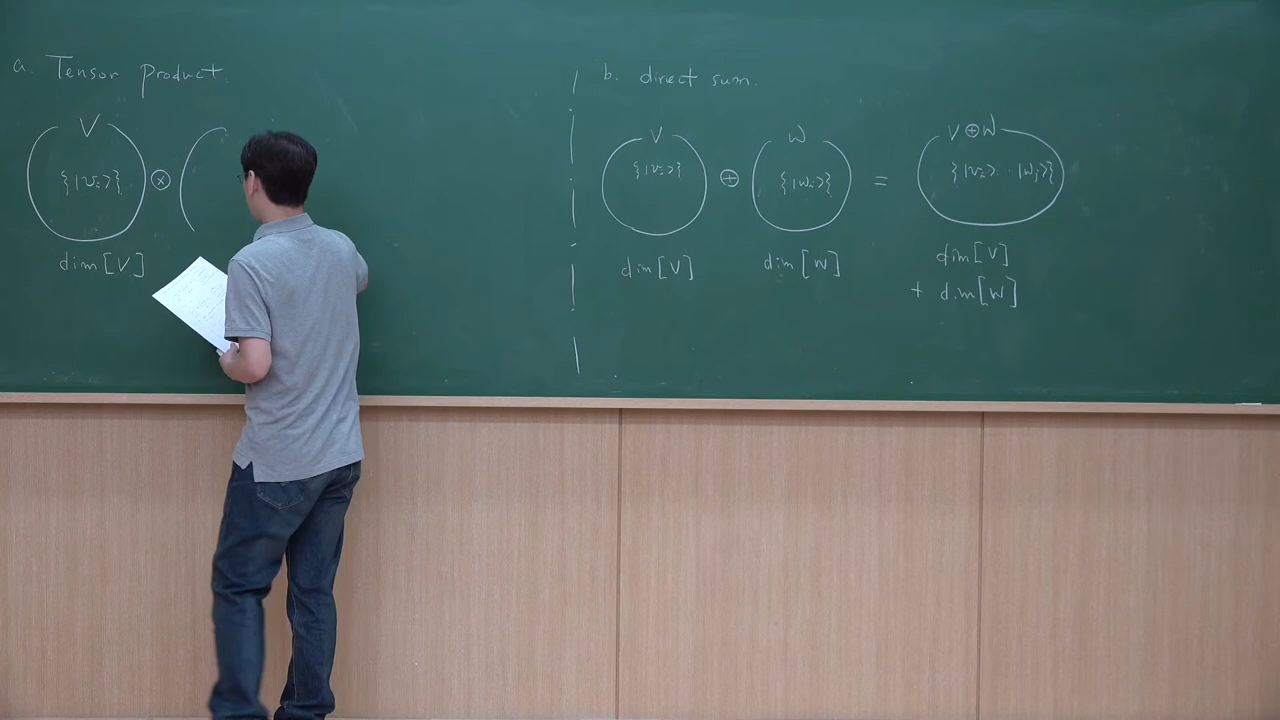 a. Tensor product.
V
{|vᵢ>} ⊗
dim[V]
b. direct sum.
V W V⊕W
{|vᵢ>} ⊕ {|wᵢ>} = {|vᵢ>...|wⱼ>}
dim[V] dim[W] dim[V]
+ dim[W]